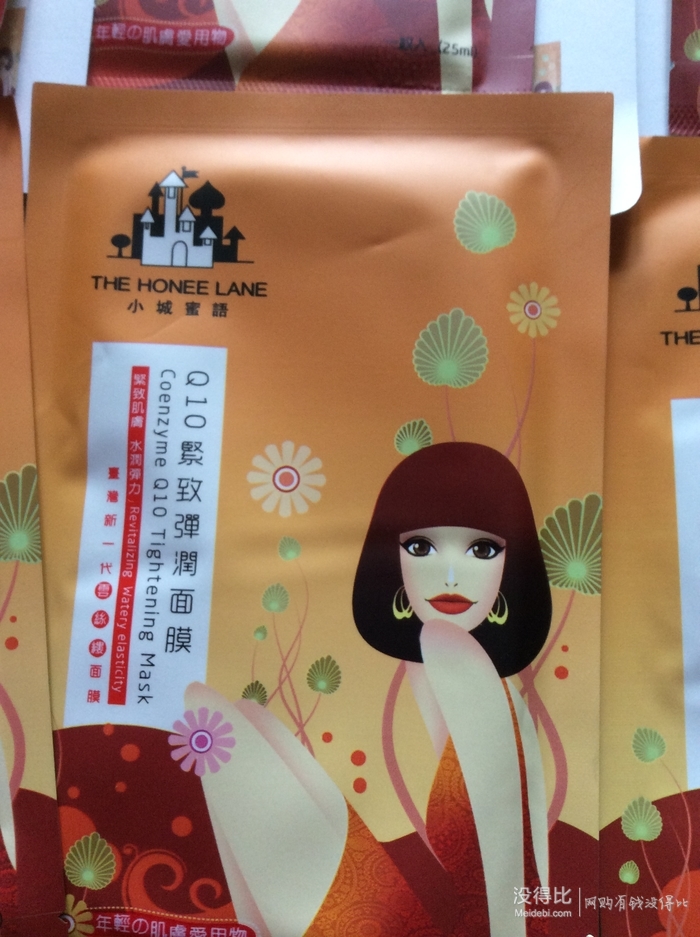 年輕の肌膚愛用物
(25ml)
THE HONEE LANE
小城蜜語
Q10緊致彈潤面膜
Coenzyme Q10 Tightening Mask
緊致肌膚 水潤彈力 Revitalizing Watery elasticity
臺灣新一代雲絲縷面膜
THE
年輕の肌膚愛用物
没得比
Meidebi.com
网购有钱没得比